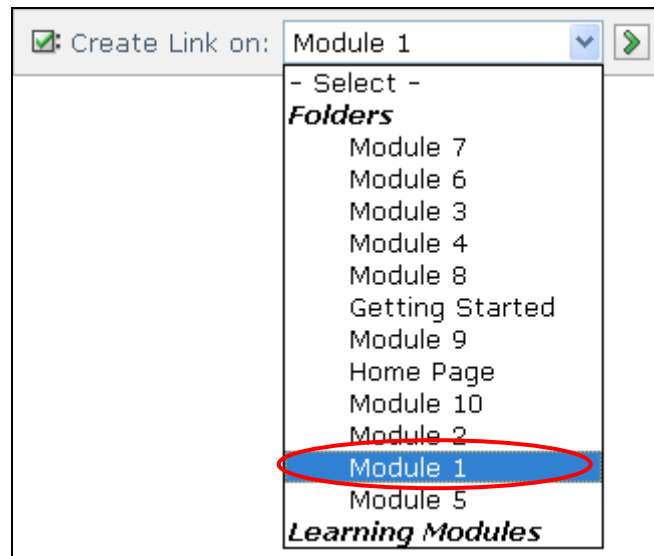 Create Link on: Module 1
- Select -
Folders
Module 7
Module 6
Module 3
Module 4
Module 8
Getting Started
Module 9
Home Page
Module 10
Module 2
Module 1
Module 5
Learning Modules